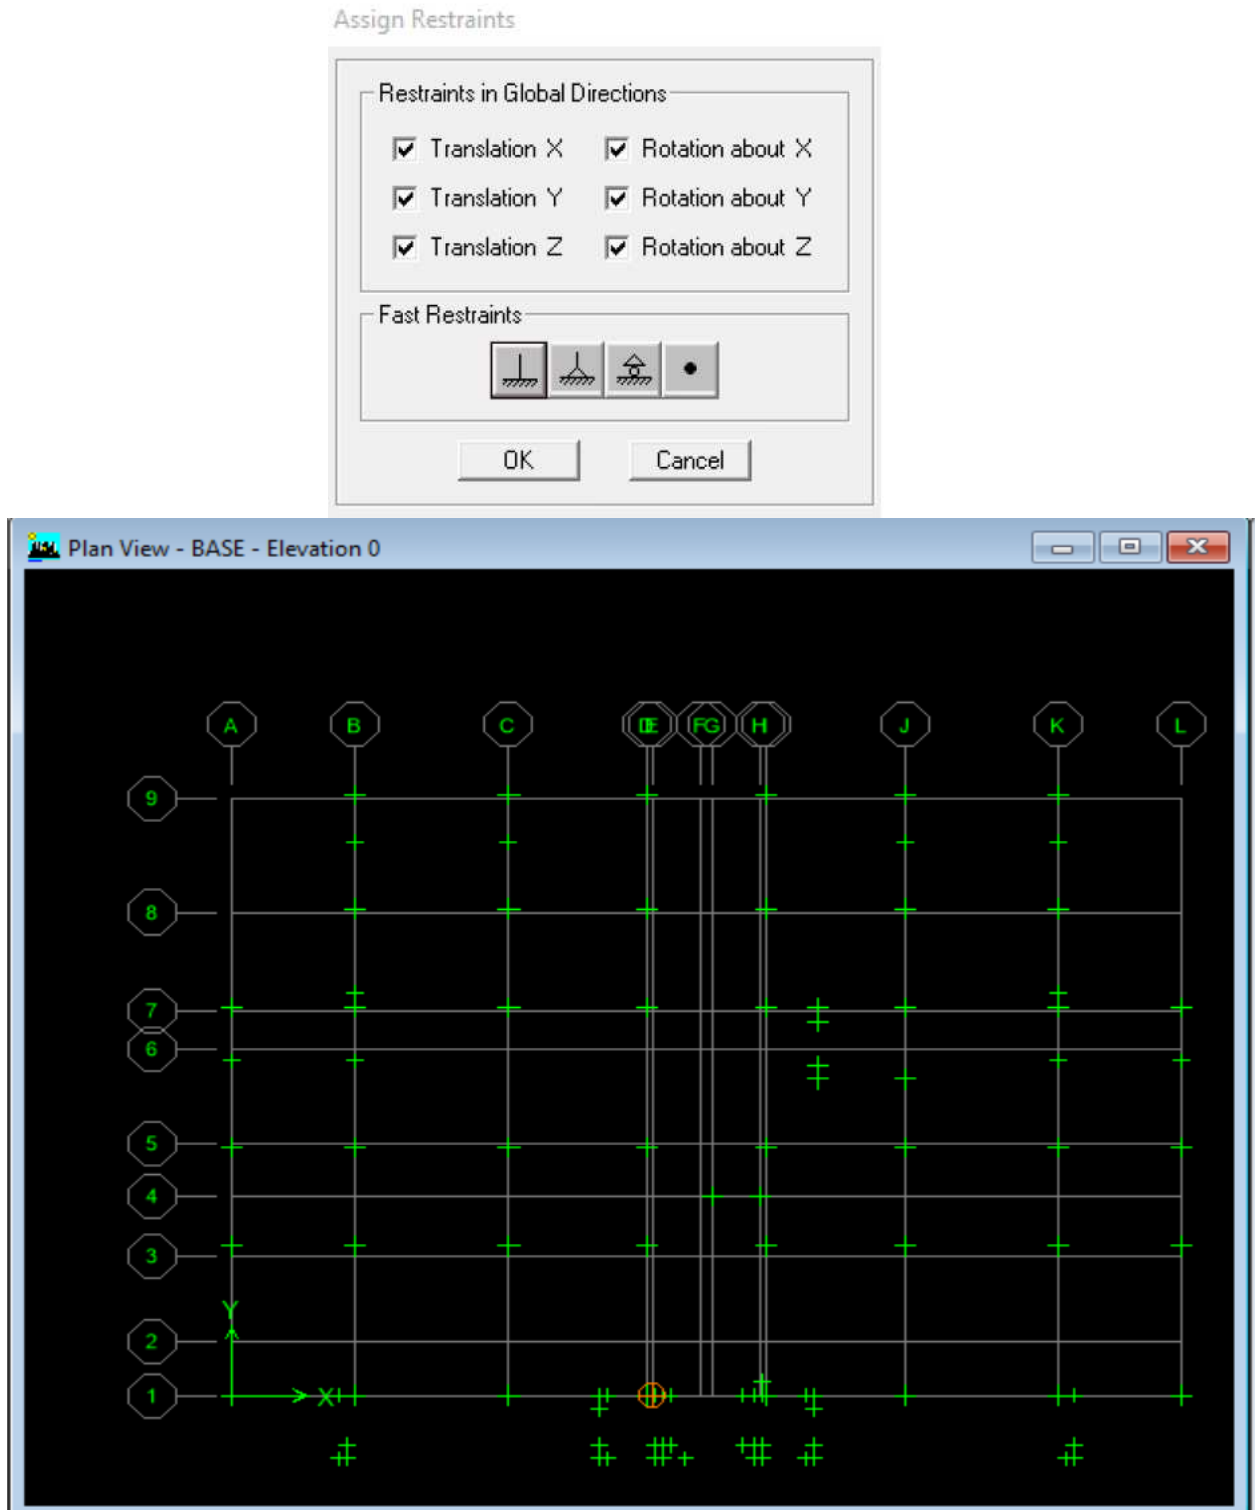 Assign Restraints
Restraints in Global Directions
Translation X Rotation about X
Translation Y Rotation about Y
Translation Z Rotation about Z
Fast Restraints
OK Cancel
Plan View - BASE - Elevation 0
A B C E F G H J K L
9
8
7
6
5
4
3
Y
2
1 X